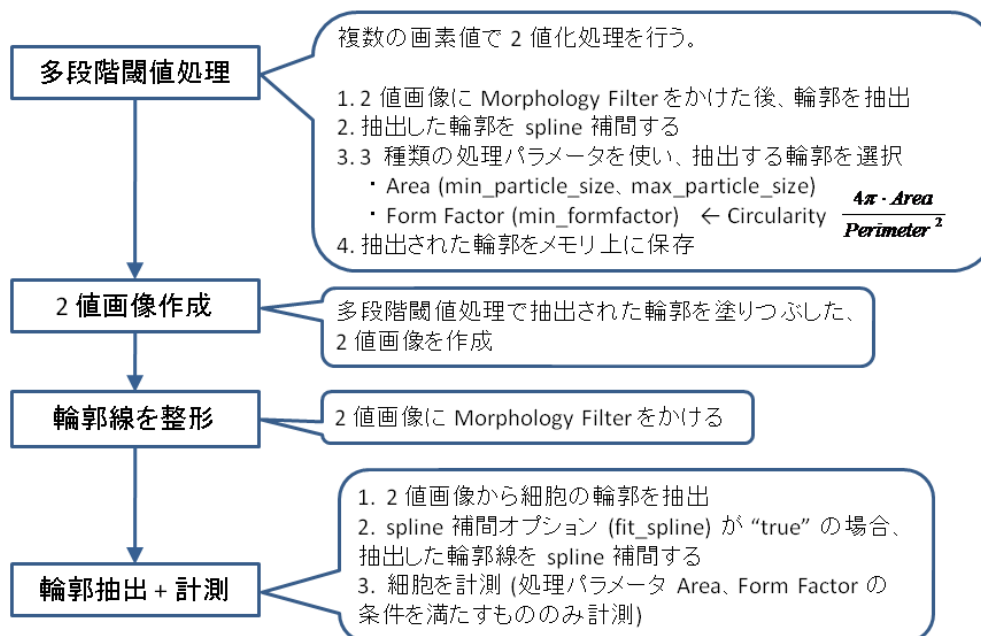 多段階閾値処理
複数の画素値で 2 値化処理を行う。
1. 2 値画像に Morphology Filter をかけた後、輪郭を抽出
2. 抽出した輪郭を spline 補間する
3. 3 種類の処理パラメータを使い、抽出する輪郭を選択
・ Area (min_particle_size、max_particle_size)
・ Form Factor (min_formfactor) ← Circularity 4π · Area / Perimeter ²
4. 抽出された輪郭をメモリ上に保存
2 値画像作成
多段階閾値処理で抽出された輪郭を塗りつぶした、
2 値画像を作成
輪郭線を整形
2 値画像に Morphology Filter をかける
輪郭抽出 + 計測
1. 2 値画像から細胞の輪郭を抽出
2. spline 補間オプション (fit_spline) が “true” の場合、
抽出した輪郭線を spline 補間する
3. 細胞を計測 (処理パラメータ Area、Form Factor の
条件を満たすもののみ計測)